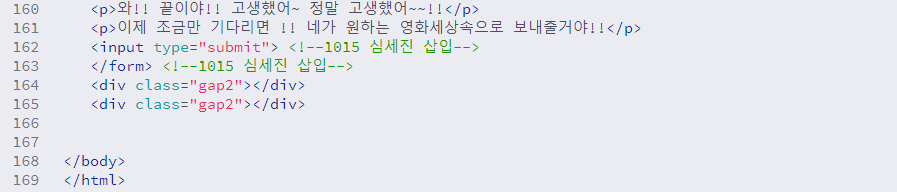 160 <p>와!! 끝이야!! 고생했어~ 정말 고생했어~~!!</p>
161 <p>이제 조금만 기다리면 !! 네가 원하는 영화세상속으로 보내줄거야!!</p>
162 <input type="submit"> <!--1015 심세진 삽입-->
163 </form> <!--1015 심세진 삽입-->
164 <div class="gap2"></div>
165 <div class="gap2"></div>
166
167
168 </body>
169 </html>